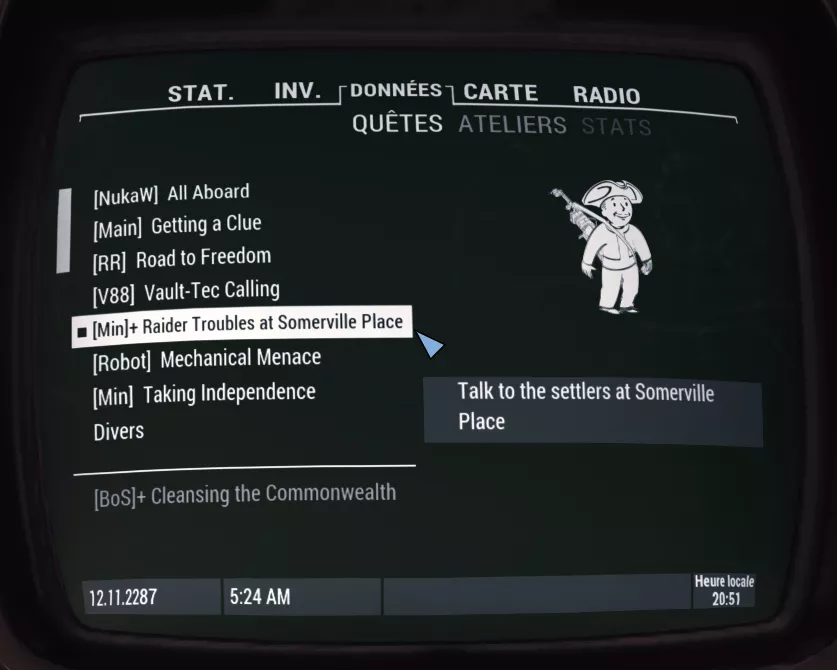 STAT. INV. DONNÉES CARTE RADIO
QUÊTES ATELIERS STATS
[NukaW] All Aboard
[Main] Getting a Clue
[RR] Road to Freedom
[V88] Vault-Tec Calling
[Min]+ Raider Troubles at Somerville Place
[Robot] Mechanical Menace
[Min] Taking Independence
Divers
[BoS]+ Cleansing the Commonwealth
Talk to the settlers at Somerville
Place
12.11.2287
5:24 AM
Heure locale
20:51